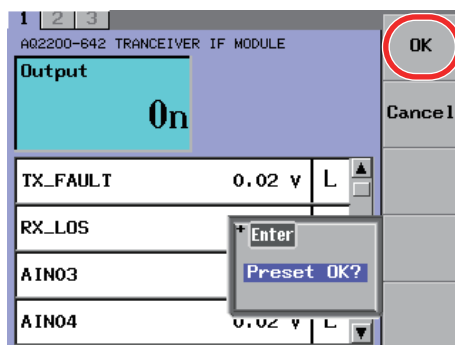 1 2 3
AQ2200-642 TRANCEIVER IF MODULE
Output
On
OK
Cancel
TX_FAULT 0.02 V L
RX_LOS
AIN03
AIN04 0.02 V L
Enter
Preset OK?